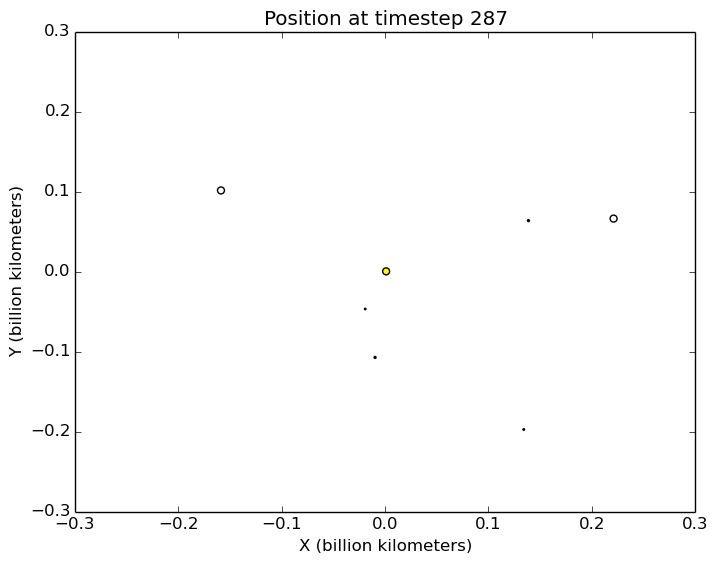 Position at timestep 287
0.3
0.2
0.1
0.0
−0.1
−0.2
−0.3
Y (billion kilometers)
−0.3 −0.2 −0.1 0.0 0.1 0.2 0.3
X (billion kilometers)